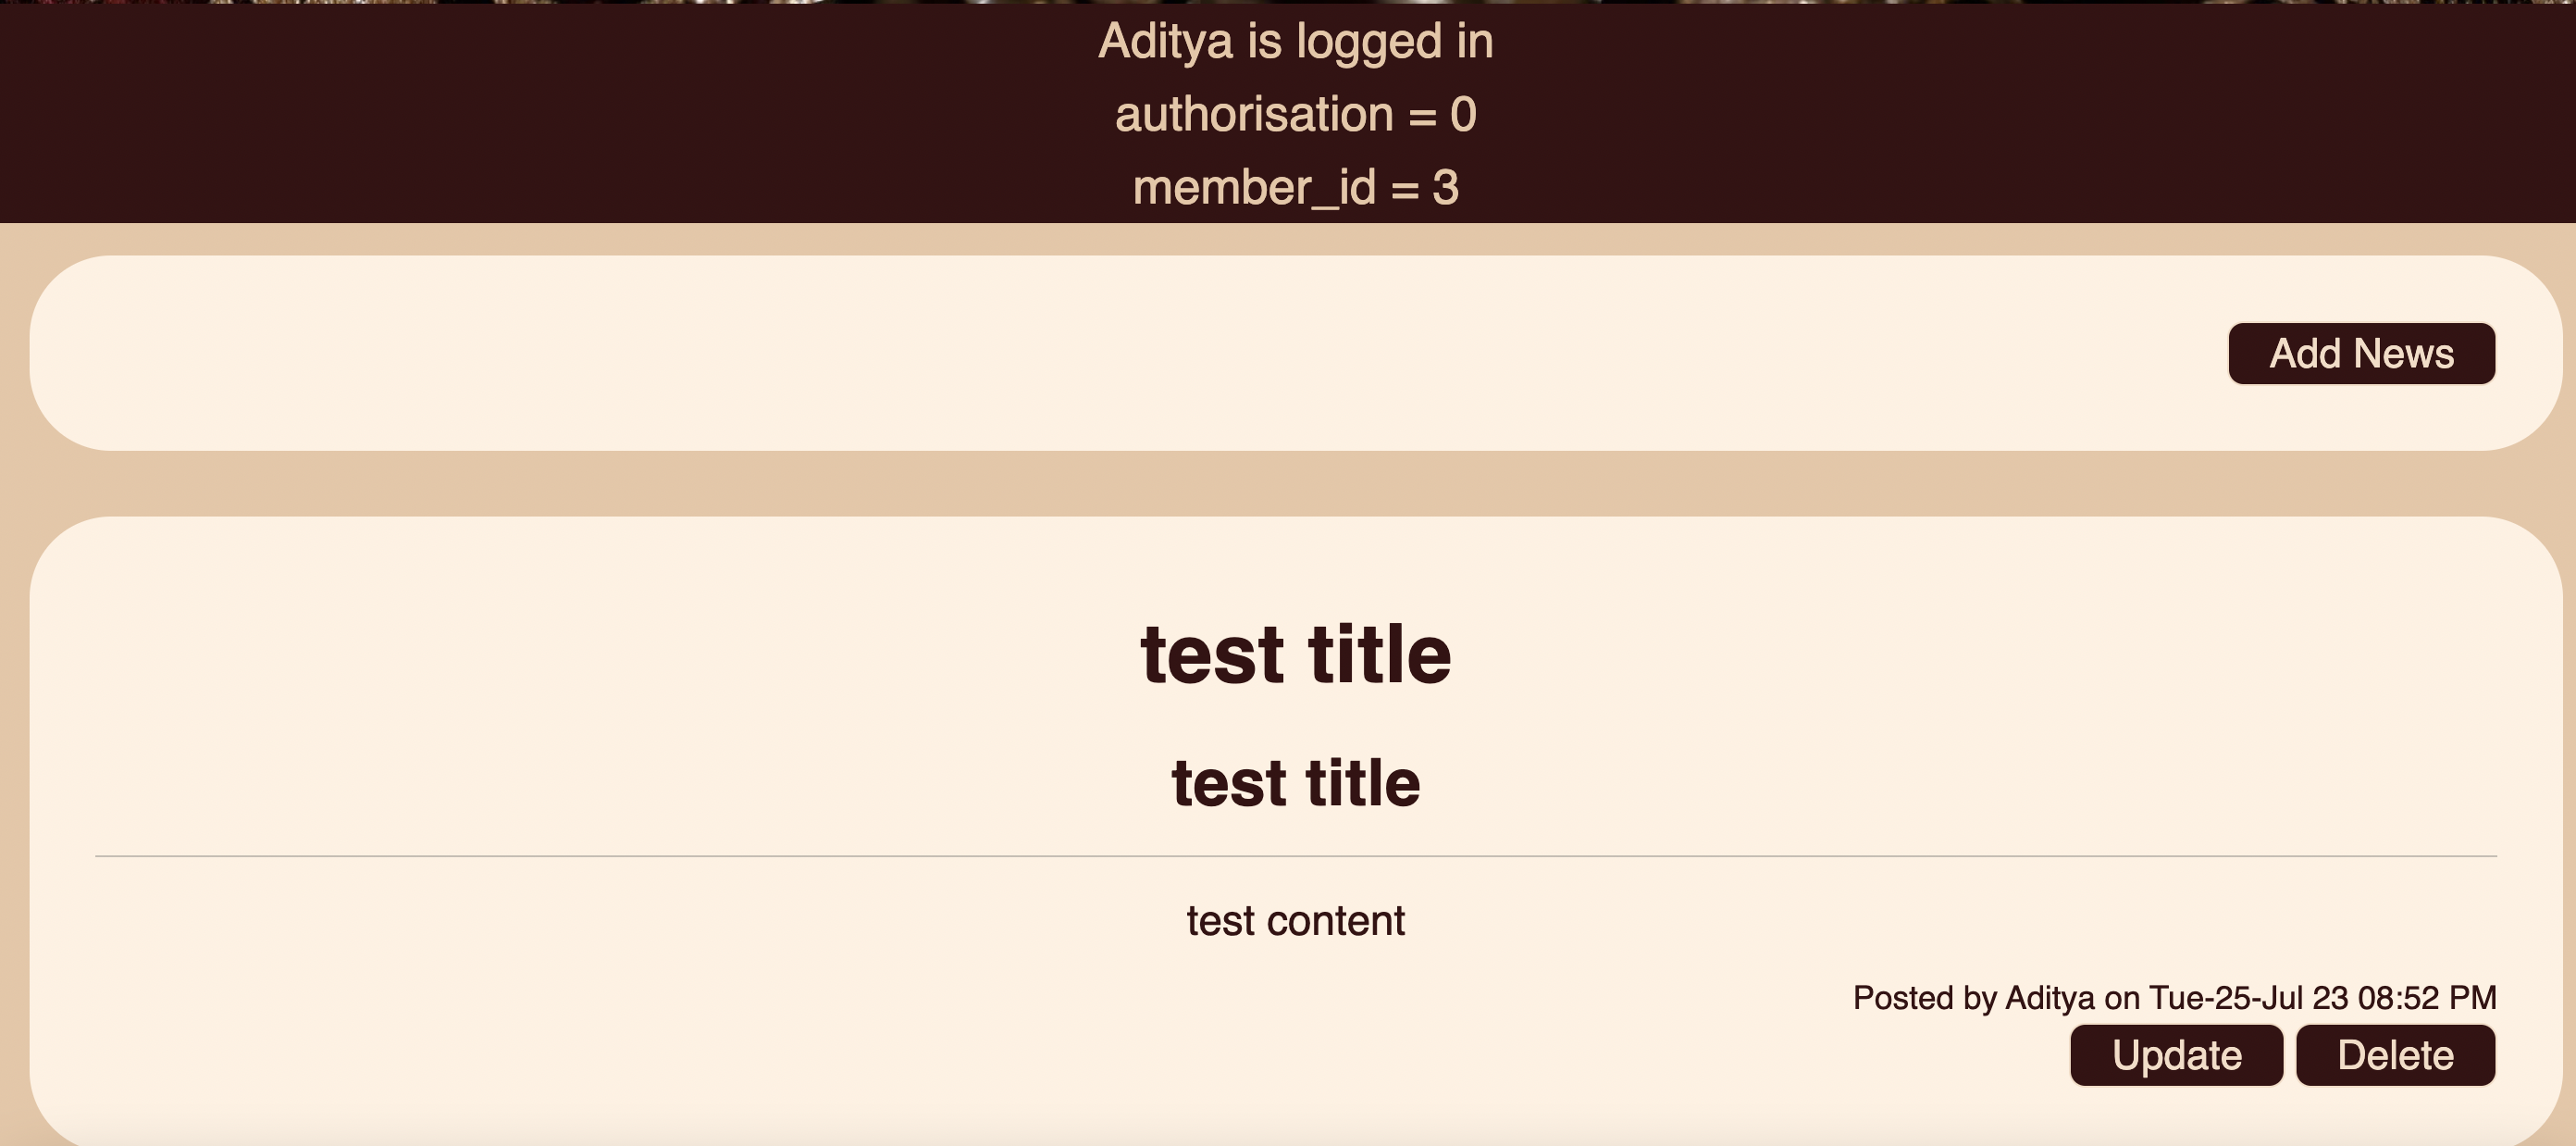 Aditya is logged in
authorisation = 0
member_id = 3
Add News
test title
test title
test content
Posted by Aditya on Tue-25-Jul 23 08:52 PM
Update Delete